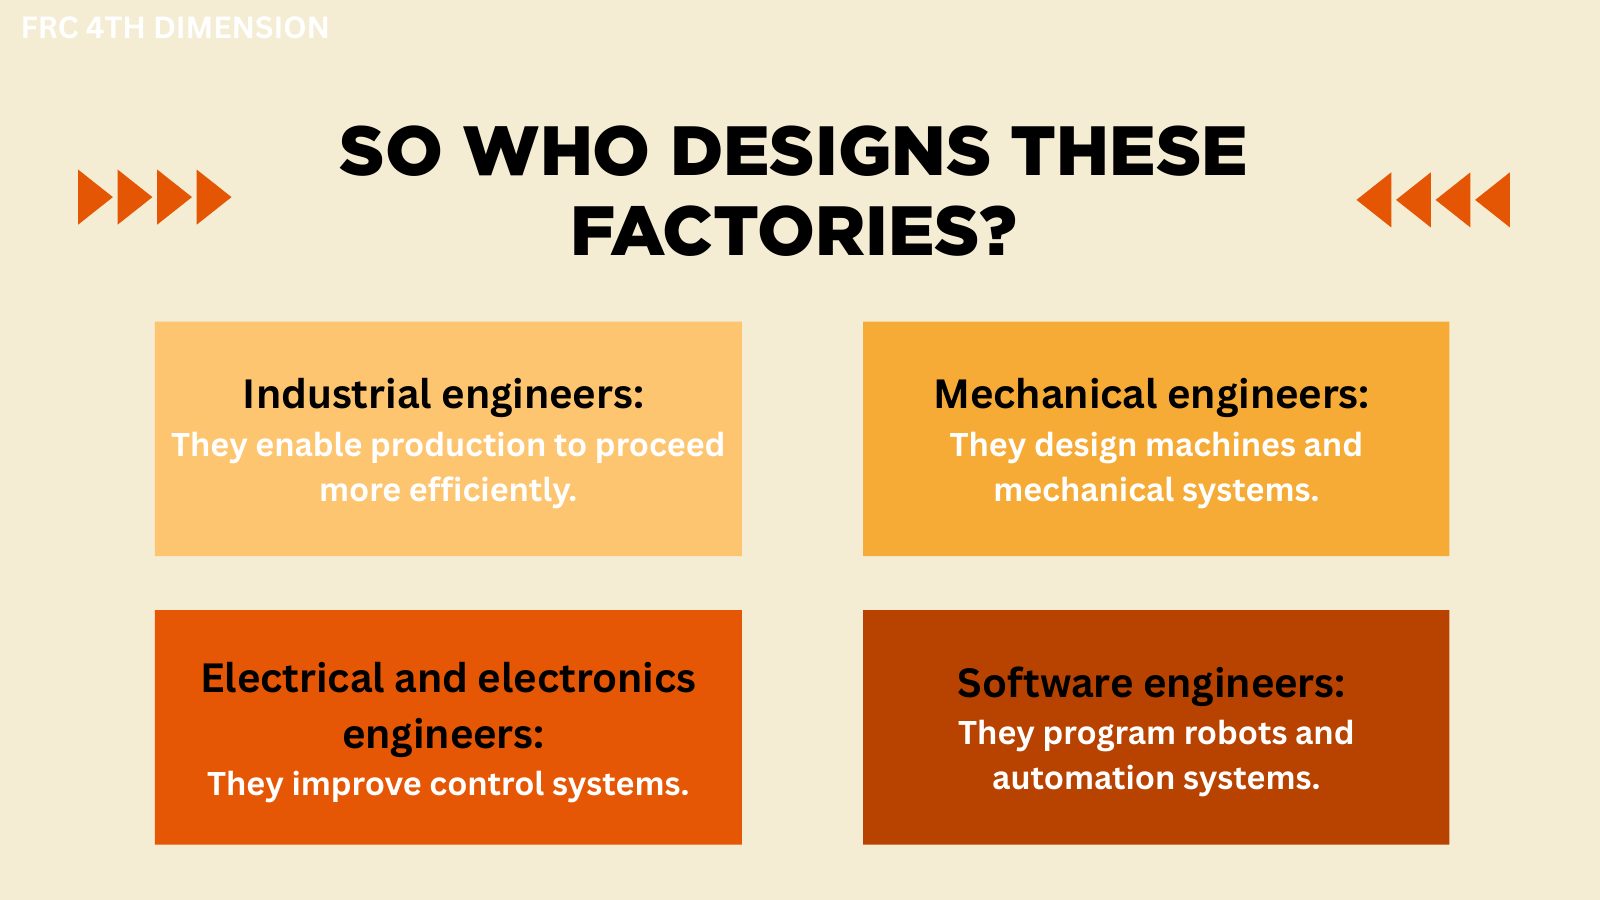 FRC 4TH DIMENSION
SO WHO DESIGNS THESE
FACTORIES?
Industrial engineers:
They enable production to proceed
more efficiently.
Mechanical engineers:
They design machines and
mechanical systems.
Electrical and electronics
engineers:
They improve control systems.
Software engineers:
They program robots and
automation systems.